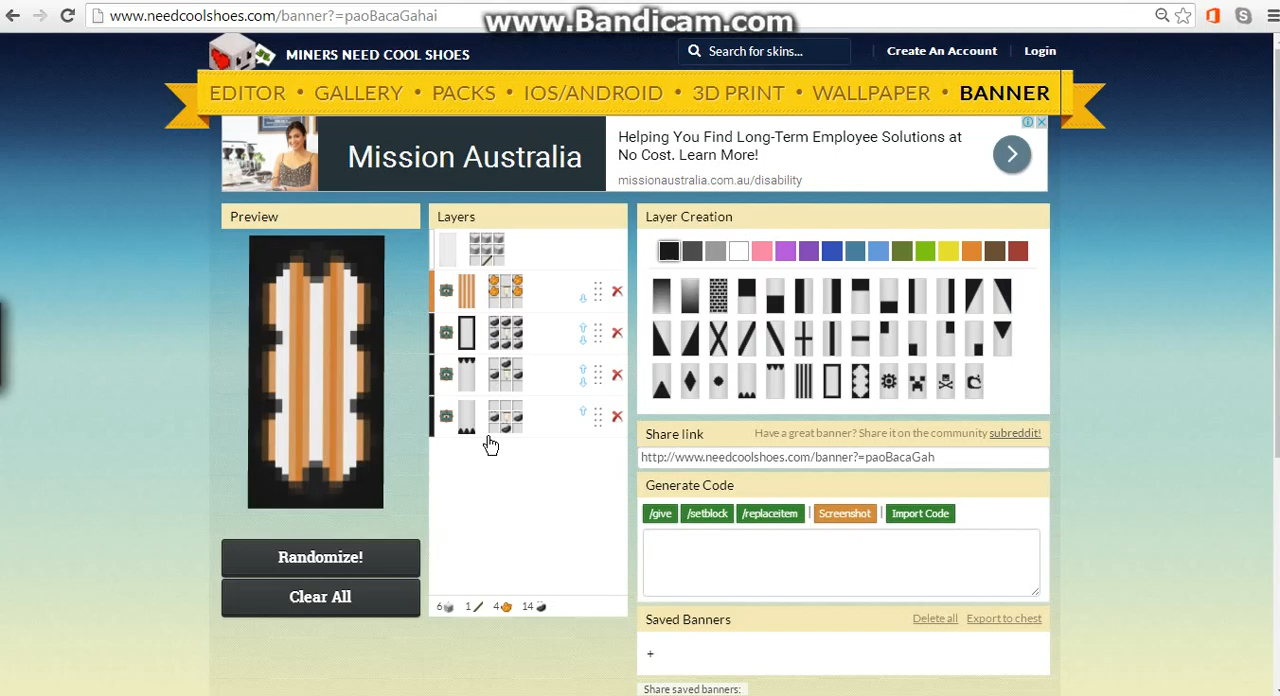 www.needcoolshoes.com/banner?=paoBacaGahai
www.Bandicam.com
MINERS NEED COOL SHOES
Search for skins...
Create An Account
Login
EDITOR • GALLERY • PACKS • IOS/ANDROID • 3D PRINT • WALLPAPER • BANNER
Mission Australia
Helping You Find Long-Term Employee Solutions at
No Cost. Learn More!
missionaustralia.com.au/disability
Preview
Layers
Layer Creation
Share link
Have a great banner? Share it on the community subreddit!
http://www.needcoolshoes.com/banner?=paoBacaGah
Generate Code
/give
/setblock
/replaceitem
Screenshot
Import Code
Randomize!
Clear All
6 1 4 14
Saved Banners
Delete all
Export to chest
+
Share saved banners: